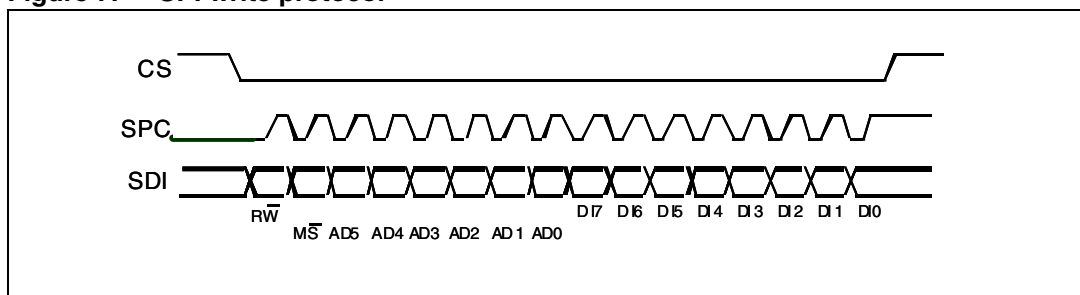 Figure 7. SPI write protocol
CS
SPC
SDI
RW̅
DI7 DI6 DI5 DI4 DI3 DI2 DI1 DI0
MS̅ AD5 AD4 AD3 AD2 AD1 AD0